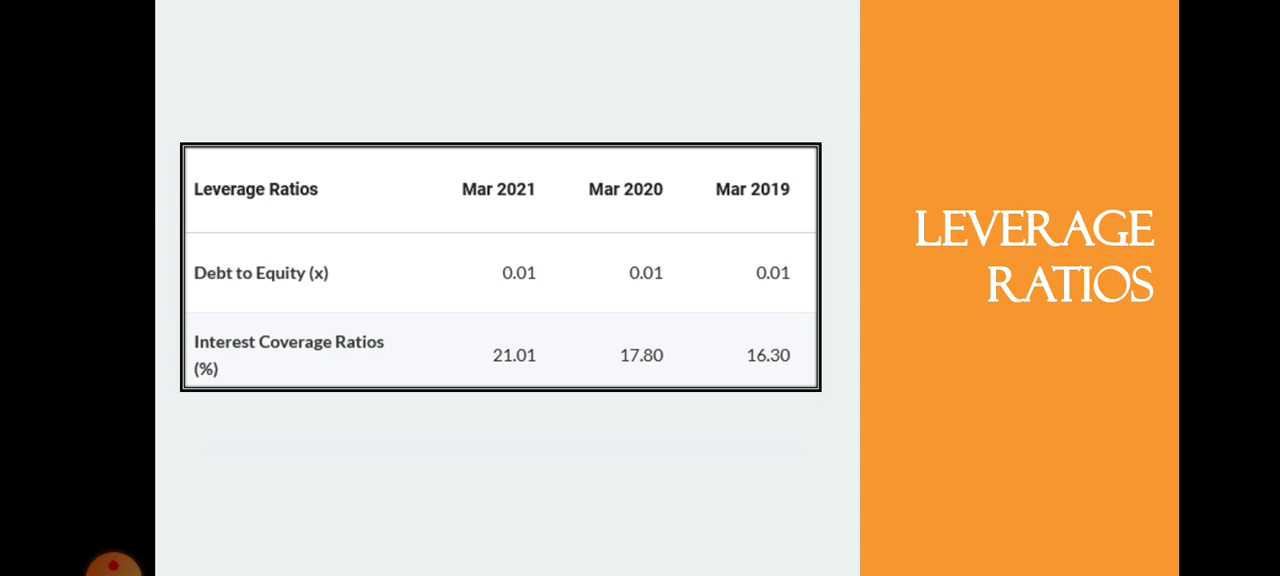 Leverage Ratios Mar 2021 Mar 2020 Mar 2019
Debt to Equity (x) 0.01 0.01 0.01
Interest Coverage Ratios
(%) 21.01 17.80 16.30
LEVERAGE
RATIOS